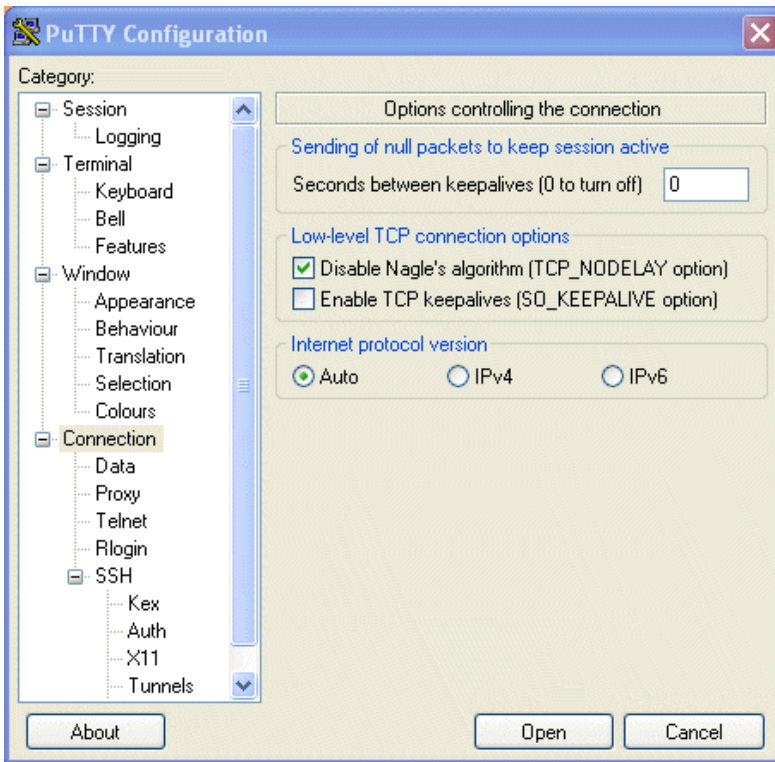 PuTTY Configuration
Category:
Session
Logging
Terminal
Keyboard
Bell
Features
Window
Appearance
Behaviour
Translation
Selection
Colours
Connection
Data
Proxy
Telnet
Rlogin
SSH
Kex
Auth
X11
Tunnels
Options controlling the connection
Sending of null packets to keep session active
Seconds between keepalives (0 to turn off) 0
Low-level TCP connection options
Disable Nagle's algorithm (TCP_NODELAY option)
Enable TCP keepalives (SO_KEEPALIVE option)
Internet protocol version
Auto IPv4 IPv6
About Open Cancel